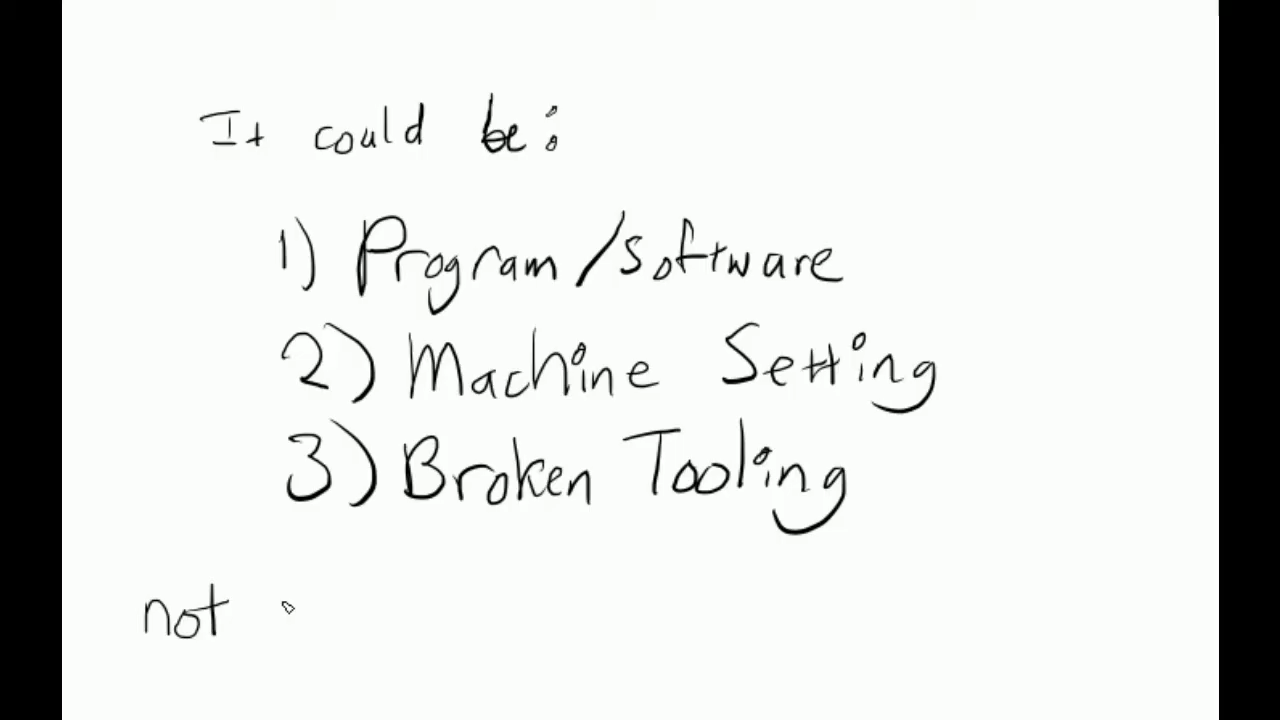 It could be:
1) Program/Software
2) Machine Setting
3) Broken Tooling
not